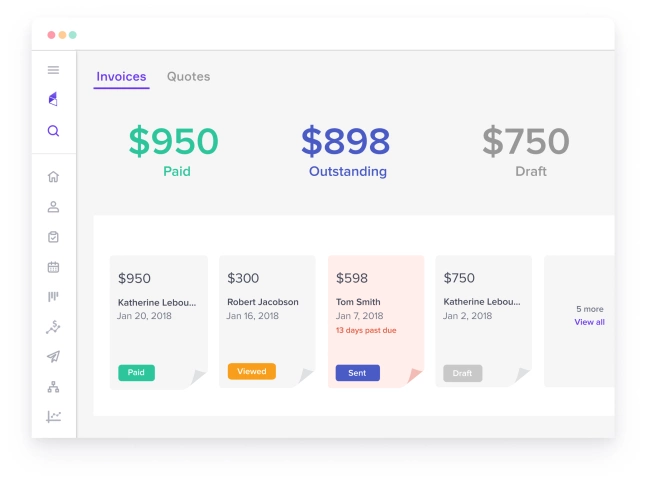 Invoices Quotes
$950 $898 $750
Paid Outstanding Draft
$950
Katherine Lebou...
Jan 20, 2018
Paid
$300
Robert Jacobson
Jan 16, 2018
Viewed
$598
Tom Smith
Jan 7, 2018
13 days past due
Sent
$750
Katherine Lebou...
Jan 2, 2018
Draft
5 more
View all